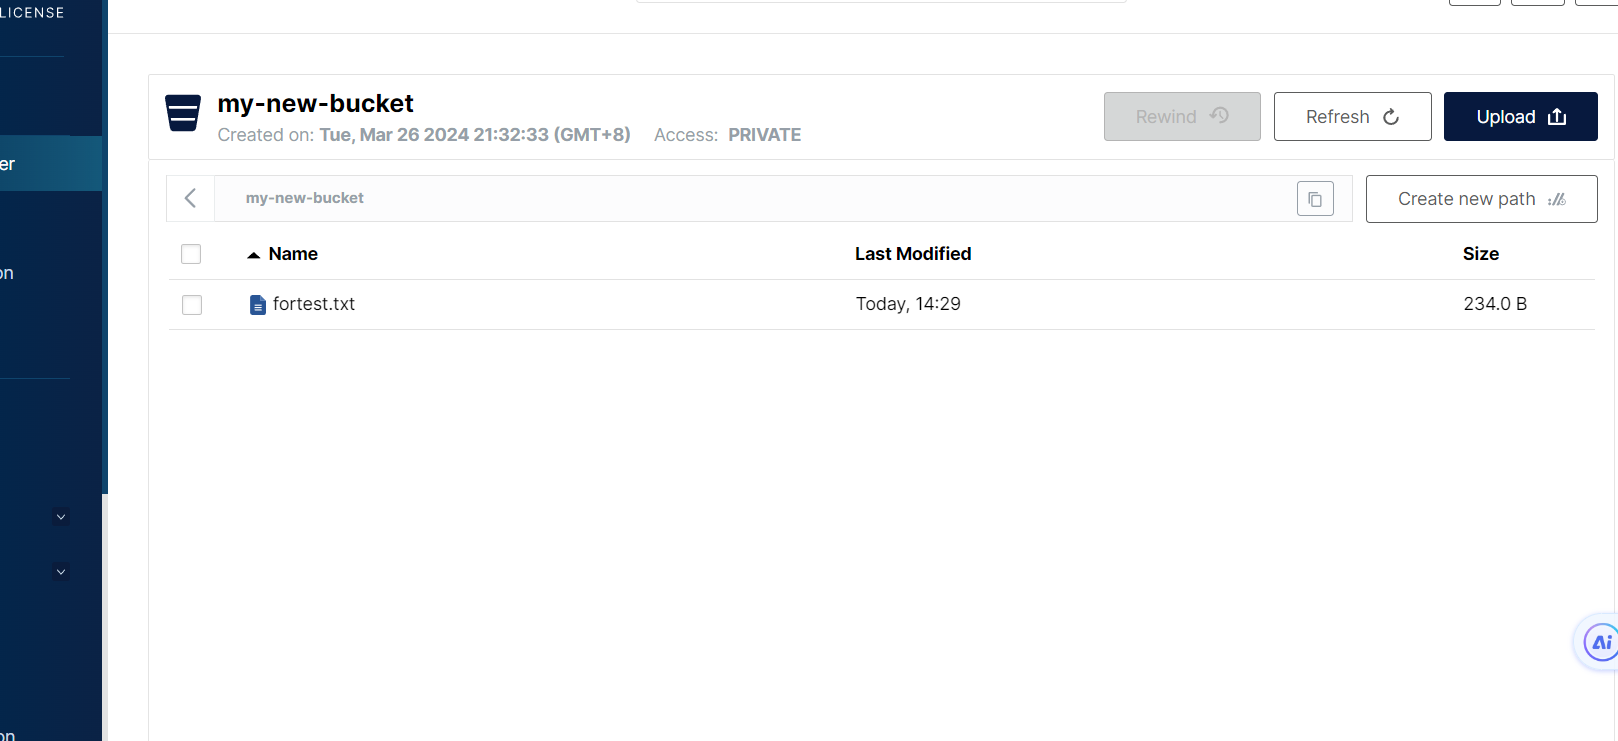 LICENSE
er
on
on
my-new-bucket
Created on: Tue, Mar 26 2024 21:32:33 (GMT+8) Access: PRIVATE
Rewind
Refresh
Upload
my-new-bucket
Create new path
Name Last Modified Size
fortest.txt Today, 14:29 234.0 B
Ai